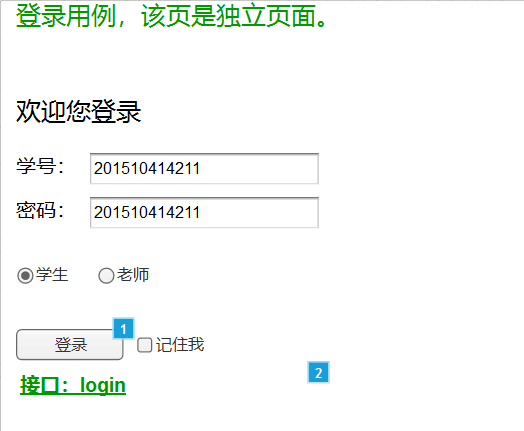 登录用例，该页是独立页面。
欢迎您登录
学号： 201510414211
密码： 201510414211
学生 老师
登录 1 记住我
2
接口：login